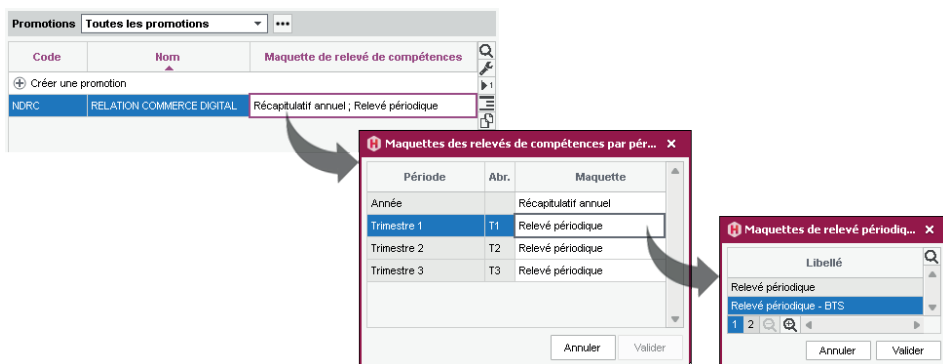 Promotions Toutes les promotions
Code Nom Maquette de relevé de compétences
Créer une promotion
NDRC RELATION COMMERCE DIGITAL Récapitulatif annuel ; Relevé périodique
1
Maquettes des relevés de compétences par pér...
Période Abr. Maquette
Année Récapitulatif annuel
Trimestre 1 T1 Relevé périodique
Trimestre 2 T2 Relevé périodique
Trimestre 3 T3 Relevé périodique
Annuler Valider
Maquettes de relevé périodiq...
Libellé
Relevé périodique
Relevé périodique - BTS
1 2
Annuler Valider